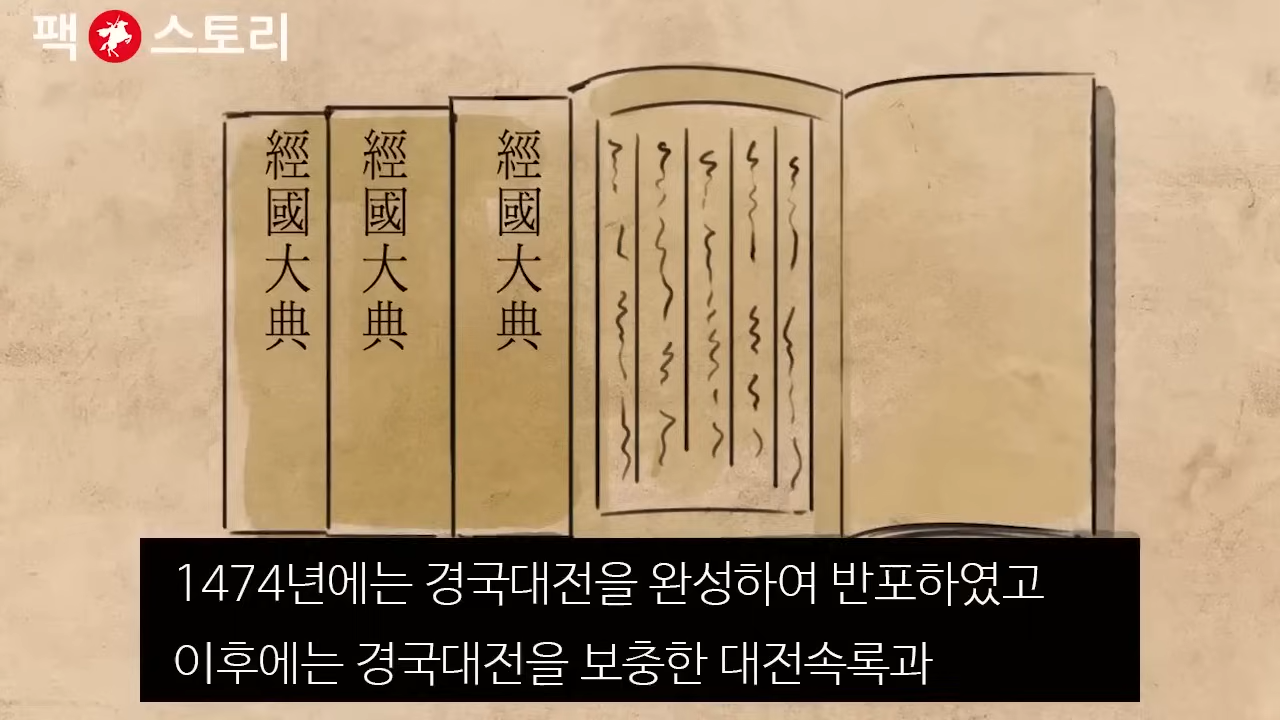 팩스토리
經國大典
經國大典
經國大典
1474년에는 경국대전을 완성하여 반포하였고
이후에는 경국대전을 보충한 대전속록과